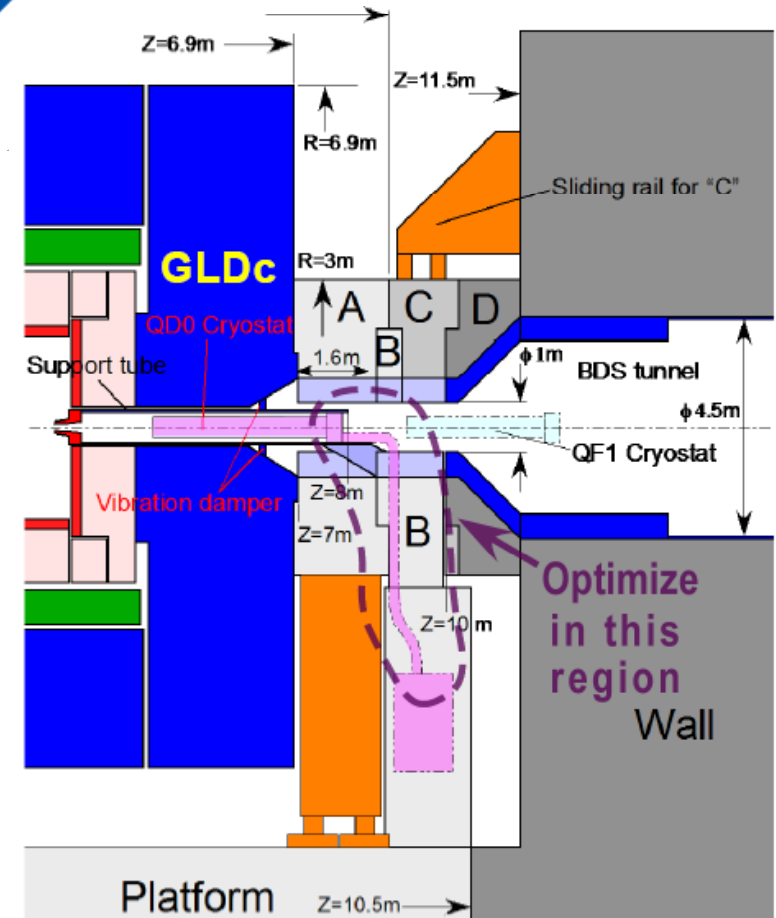 Z=6.9m
Z=11.5m
R=6.9m
Sliding rail for “C”
GLDc
R=3m
A
C
D
QD0 Cryostat
B
1.6m
ϕ1m
Support tube
BDS tunnel
ϕ4.5m
QF1 Cryostat
Vibration damper
Z=8m
Z=7m
B
Optimize
in this
region
Z=10 m
Wall
Platform
Z=10.5m